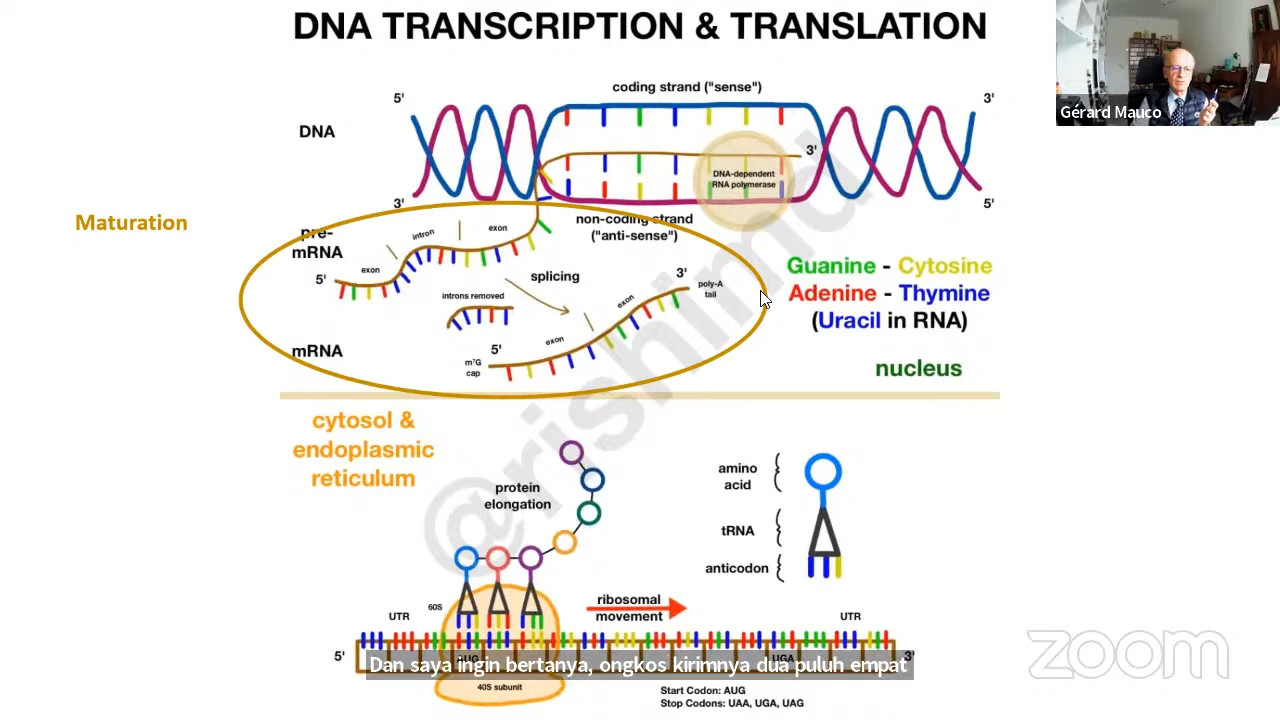 DNA TRANSCRIPTION & TRANSLATION
Gérard Mauco
coding strand ("sense")
5'
3'
DNA
3'
DNA-dependent
RNA polymerase
3'
5'
Maturation
non-coding strand
("anti-sense")
pre-
mRNA
exon
intron
exon
5'
splicing
3'
poly-A
tail
introns removed
exon
Guanine - Cytosine
Adenine - Thymine
(Uracil in RNA)
mRNA
5'
exon
m⁷G
cap
nucleus
cytosol &
endoplasmic
reticulum
@rishimd
protein
elongation
amino
acid
tRNA
anticodon
60S
ribosomal
movement
UTR
UTR
5'
AUG
UGA
3'
Dan saya ingin bertanya, ongkos kirimnya dua puluh empat
40S subunit
Start Codon: AUG
Stop Codons: UAA, UGA, UAG
zoom